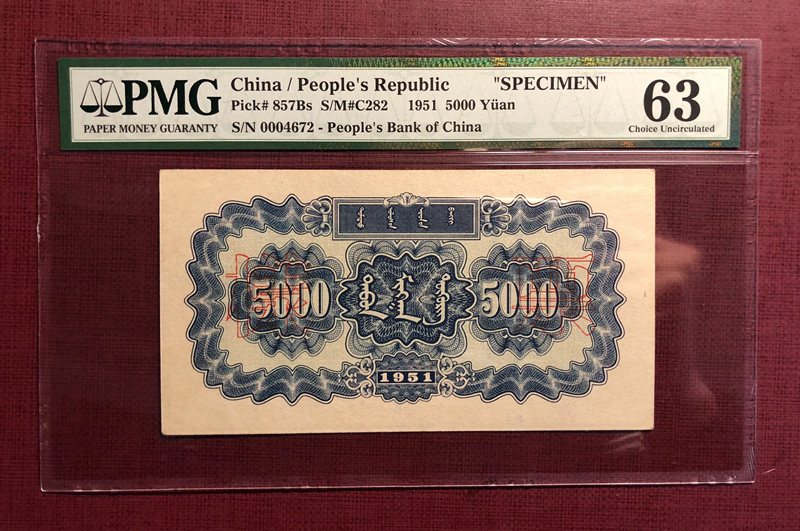 PMG
PAPER MONEY GUARANTY
China / People's Republic "SPECIMEN"
Pick# 857Bs S/M#C282 1951 5000 Yüan
S/N 0004672 - People's Bank of China
63
Choice Uncirculated
5000 5000
1951